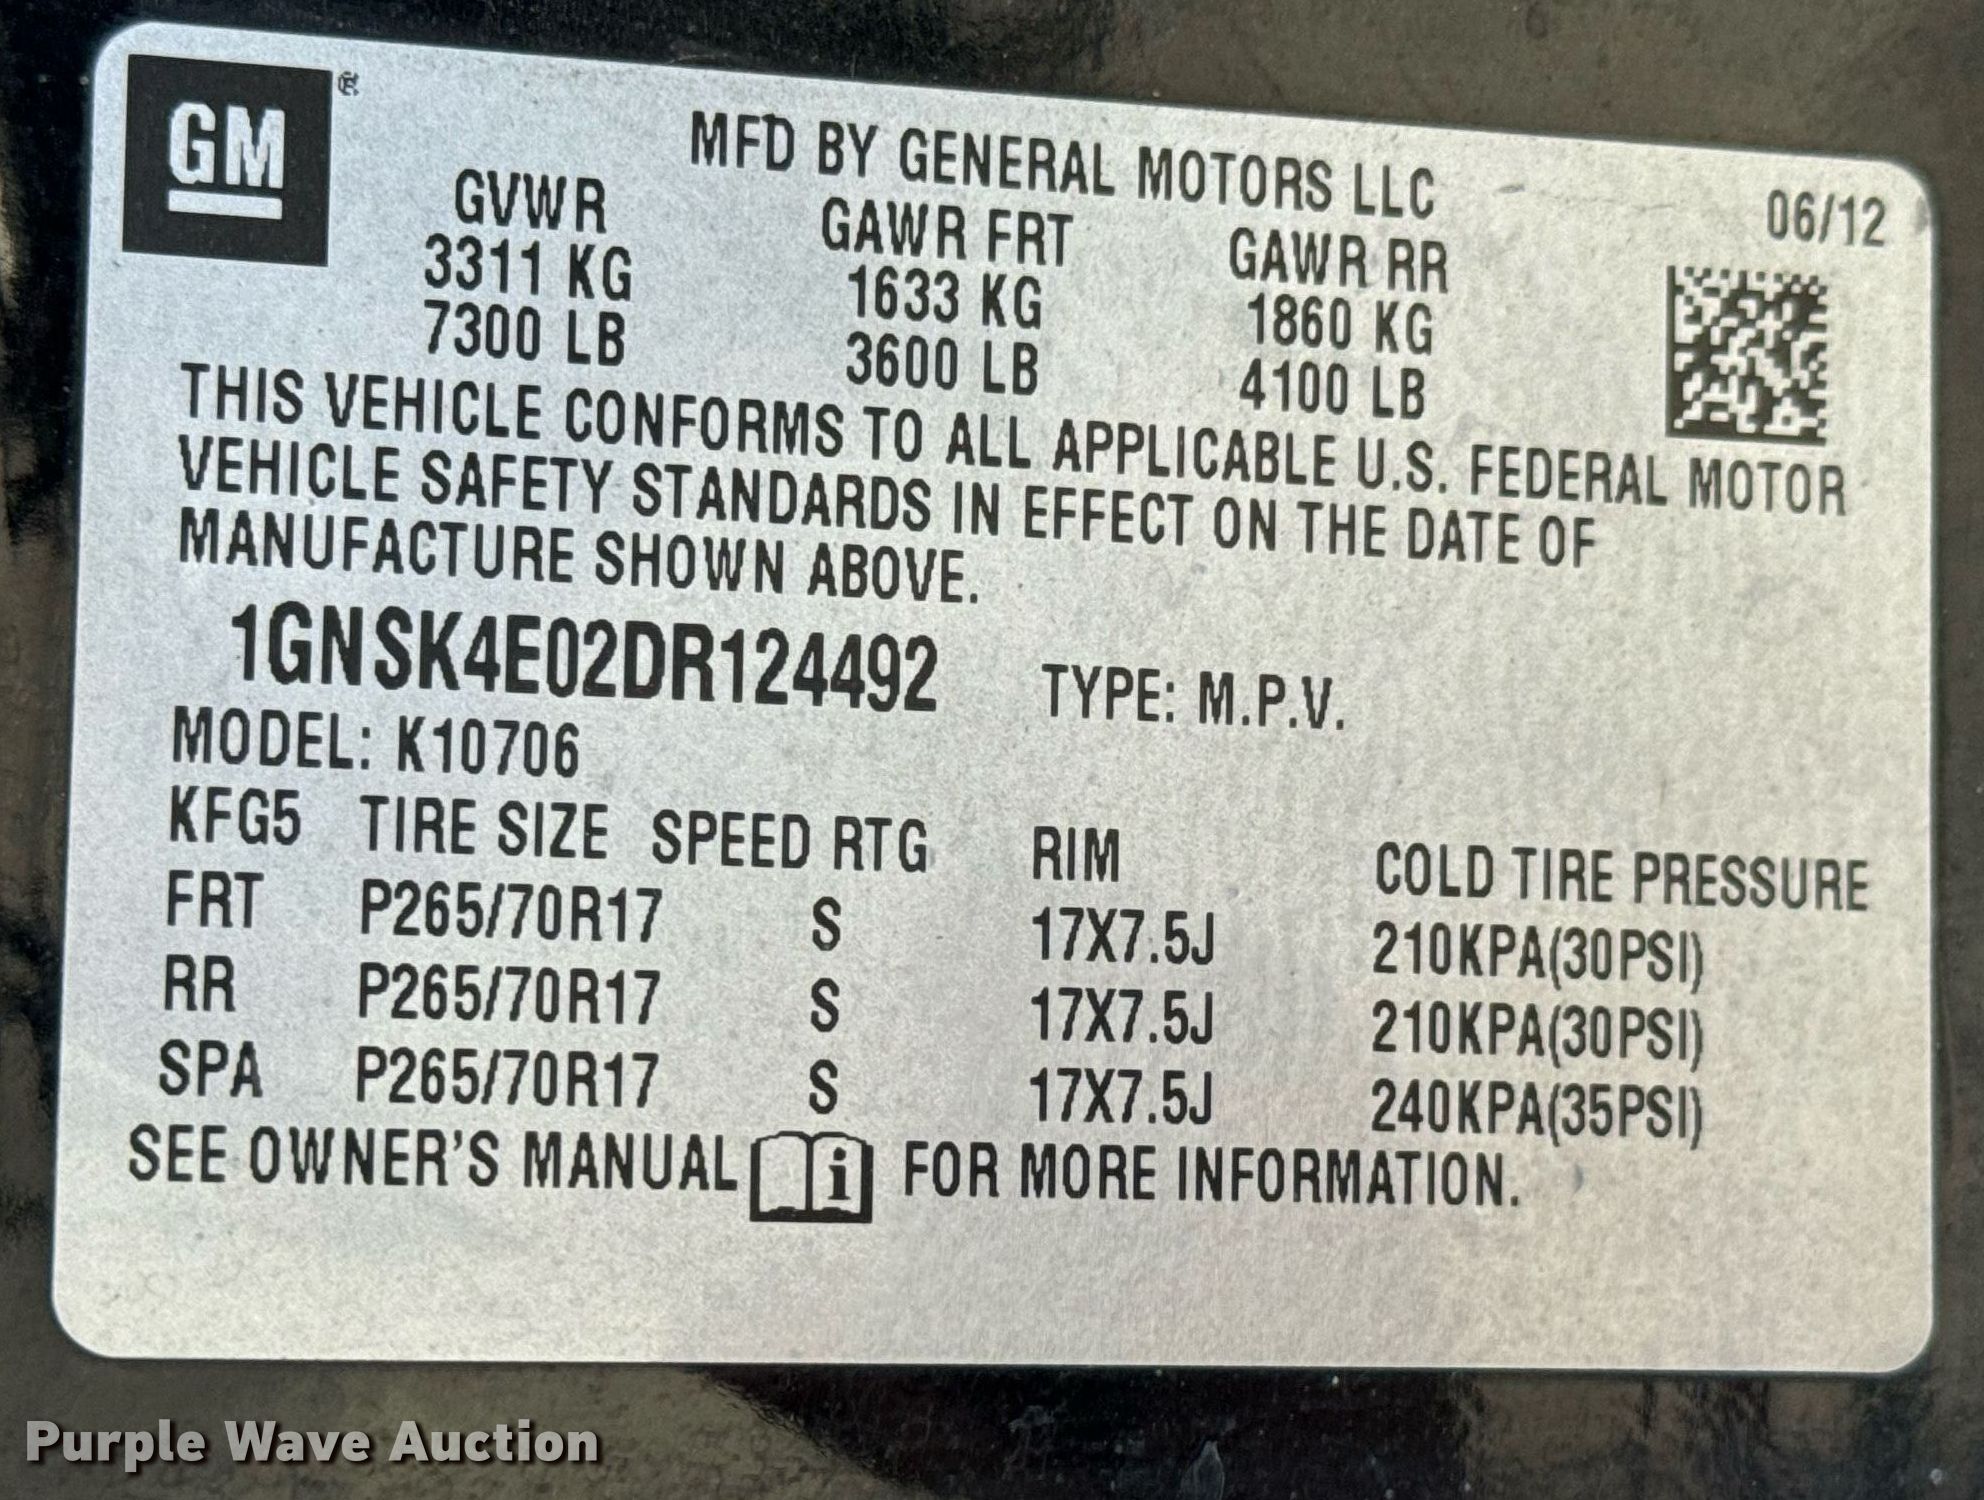 GM
MFD BY GENERAL MOTORS LLC
06/12
GVWR GAWR FRT GAWR RR
3311 KG 1633 KG 1860 KG
7300 LB 3600 LB 4100 LB
THIS VEHICLE CONFORMS TO ALL APPLICABLE U.S. FEDERAL MOTOR
VEHICLE SAFETY STANDARDS IN EFFECT ON THE DATE OF
MANUFACTURE SHOWN ABOVE.
1GNSK4E02DR124492 TYPE: M.P.V.
MODEL: K10706
KFG5 TIRE SIZE SPEED RTG RIM COLD TIRE PRESSURE
FRT P265/70R17 S 17X7.5J 210KPA(30PSI)
RR P265/70R17 S 17X7.5J 210KPA(30PSI)
SPA P265/70R17 S 17X7.5J 240KPA(35PSI)
SEE OWNER'S MANUAL i FOR MORE INFORMATION.
Purple Wave Auction